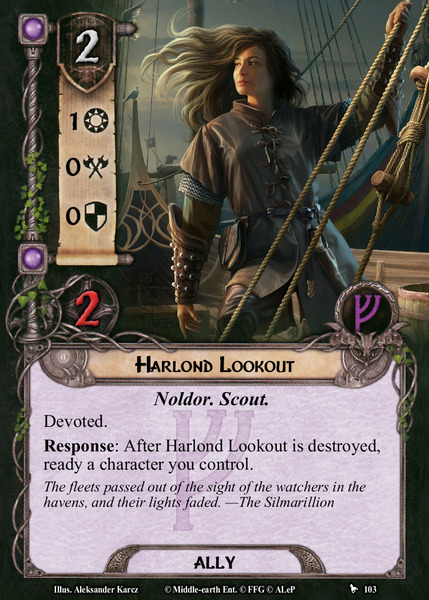 2
1
0
0
2
Harlond Lookout
Noldor. Scout.
Devoted.
Response: After Harlond Lookout is destroyed,
ready a character you control.
The fleets passed out of the sight of the watchers in the
havens, and their lights faded. —The Silmarillion
ALLY
Illus. Aleksander Karcz © Middle-earth Ent. © FFG © ALeP 103